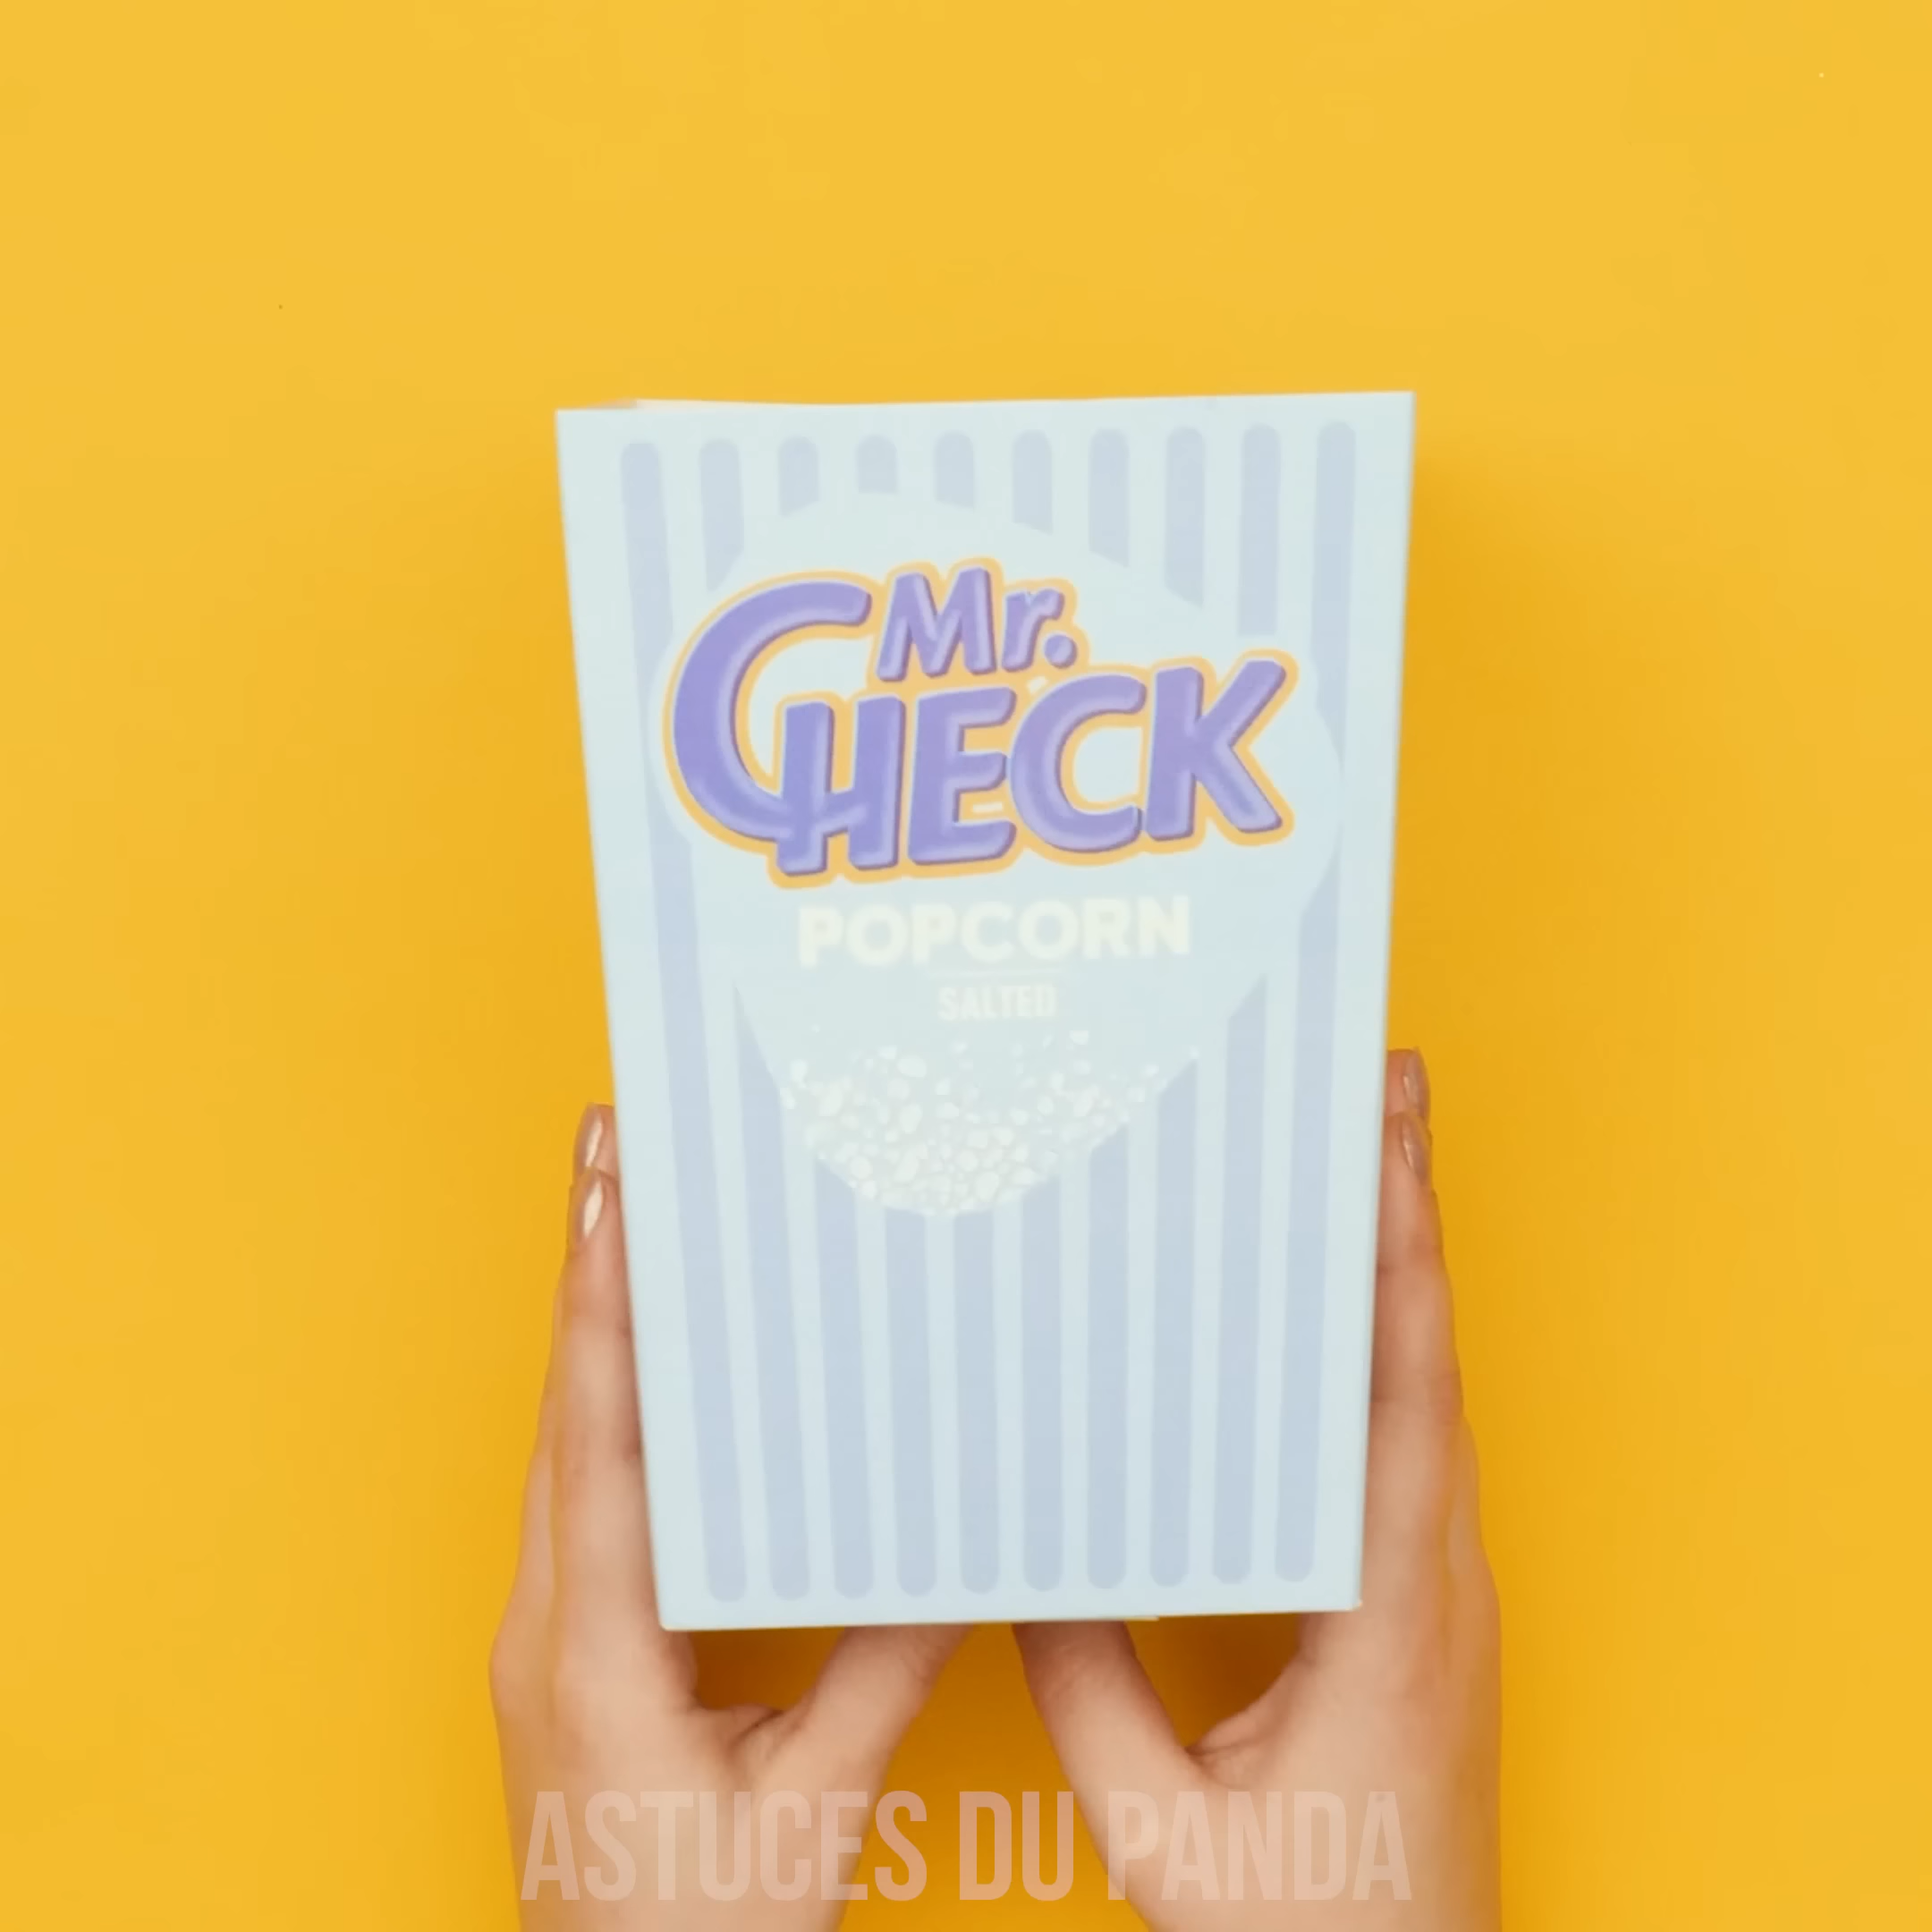 Mr.
CHECK
POPCORN
SALTED
ASTUCES DU PANDA